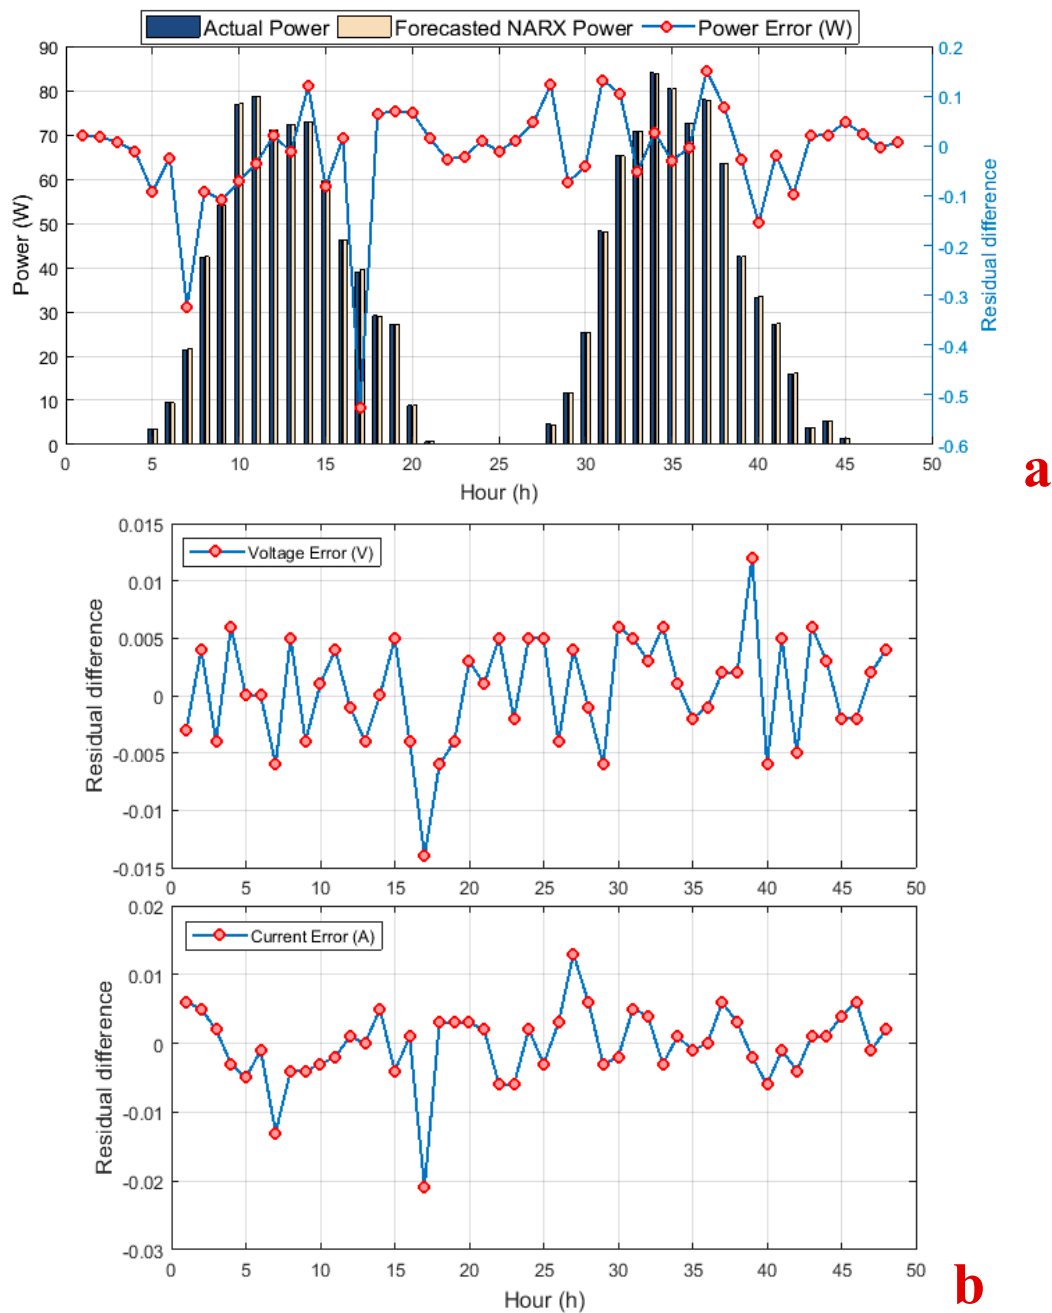 Actual Power Forecasted NARX Power Power Error (W)
90
80
70
60
50
40
30
20
10
0
Power (W)
0.2
0.1
0
-0.1
-0.2
-0.3
-0.4
-0.5
-0.6
Residual difference
0 5 10 15 20 25 30 35 40 45 50
Hour (h)
a
Voltage Error (V)
0.015
0.01
0.005
0
-0.005
-0.01
-0.015
Residual difference
0 5 10 15 20 25 30 35 40 45 50
Current Error (A)
0.02
0.01
0
-0.01
-0.02
-0.03
Residual difference
0 5 10 15 20 25 30 35 40 45 50
Hour (h)
b